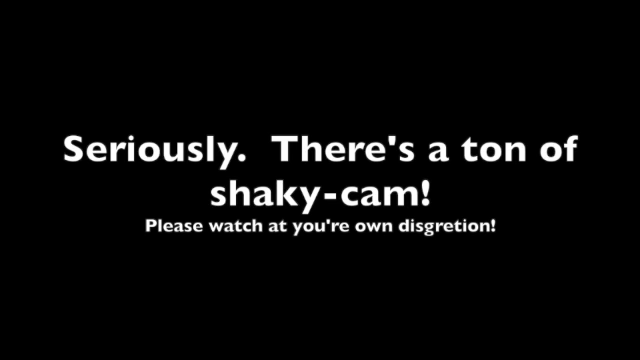 Seriously.  There's a ton of
shaky-cam!
Please watch at you're own disgretion!